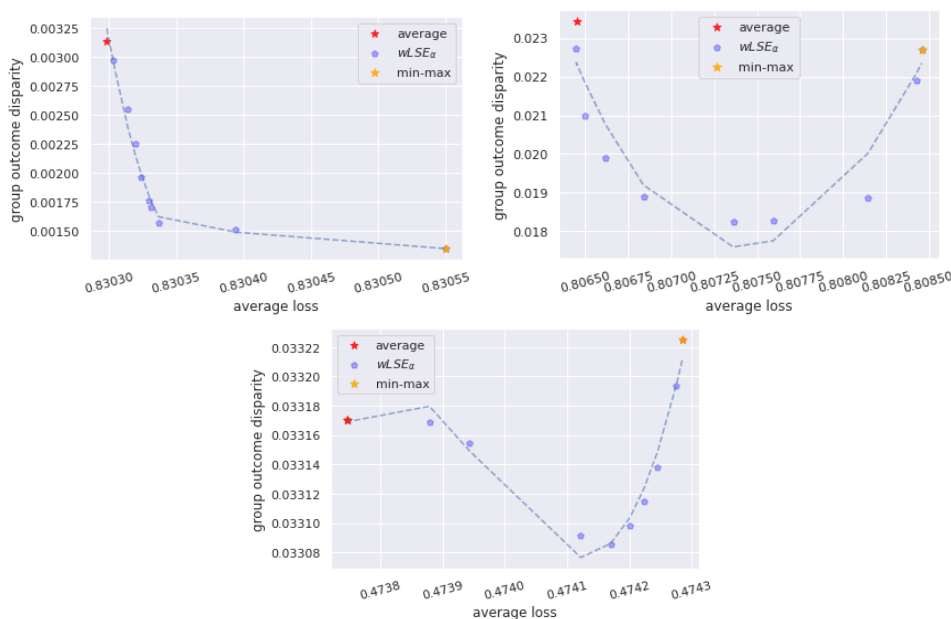 0.00325
0.00300
0.00275
0.00250
0.00225
0.00200
0.00175
0.00150
group outcome disparity
average
wLSEα
min-max
0.83030
0.83035
0.83040
0.83045
0.83050
0.83055
average loss
0.023
0.022
0.021
0.020
0.019
0.018
group outcome disparity
average
wLSEα
min-max
0.80650
0.80675
0.80700
0.80725
0.80750
0.80775
0.80800
0.80825
0.80850
average loss
0.03322
0.03320
0.03318
0.03316
0.03314
0.03312
0.03310
0.03308
group outcome disparity
average
wLSEα
min-max
0.4738
0.4739
0.4740
0.4741
0.4742
0.4743
average loss